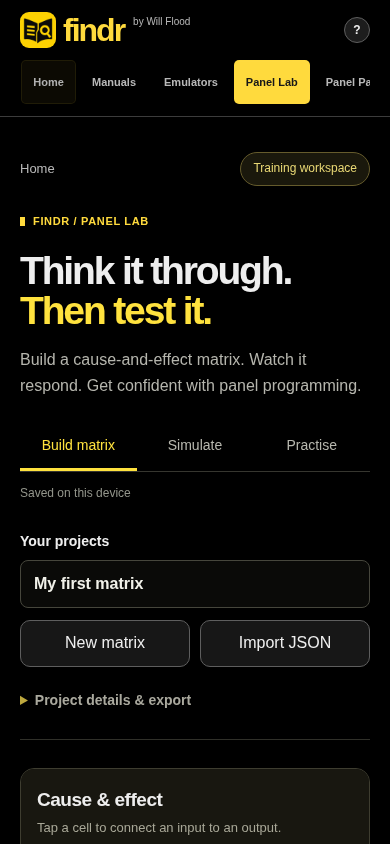 findr by Will Flood
?
Home Manuals Emulators Panel Lab Panel Pa
Home
Training workspace
FINDR / PANEL LAB
Think it through.
Then test it.
Build a cause-and-effect matrix. Watch it
respond. Get confident with panel programming.
Build matrix Simulate Practise
Saved on this device
Your projects
My first matrix
New matrix Import JSON
Project details & export
Cause & effect
Tap a cell to connect an input to an output.